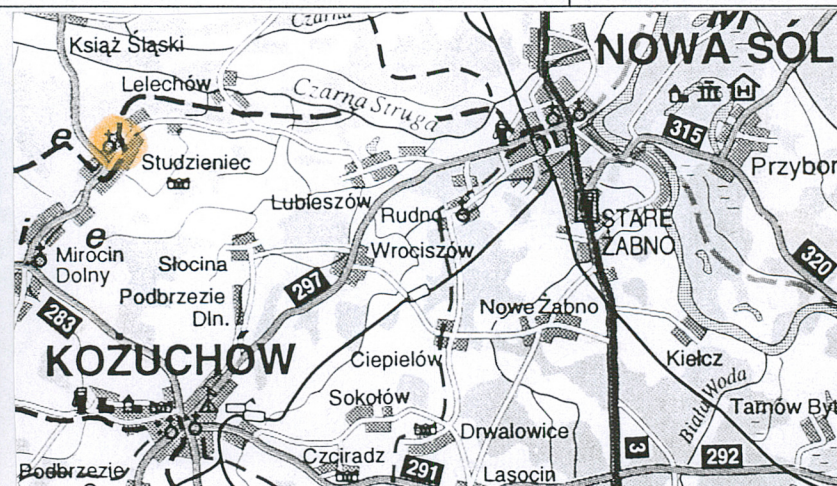 Czarna
M
Książ Śląski
NOWA SÓL
Lelechów
Czarna Struga
H
e
315
Studzieniec
Przybor
Lubieszów
Rudno
i
e
STARE
ŻABNO
Mirocin
Dolny
Wrociszów
Słocina
320
297
Podbrzezie
Dln.
283
Nowe Żabno
KOŻUCHÓW
Ciepielów
Kiełcz
Biała Woda
Sokołów
Tarnów Byt
Drwalowice
3
292
Czciradz
291
Lasocin
Podbrzezie